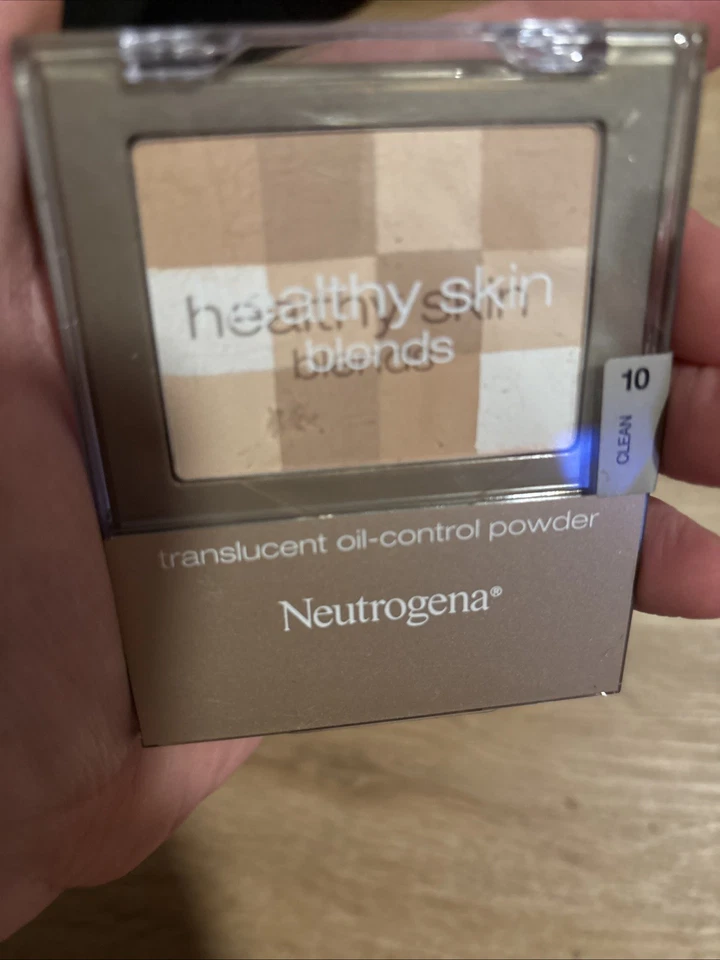 healthy skin
blends
10
CLEAN
translucent oil-control powder
Neutrogena®